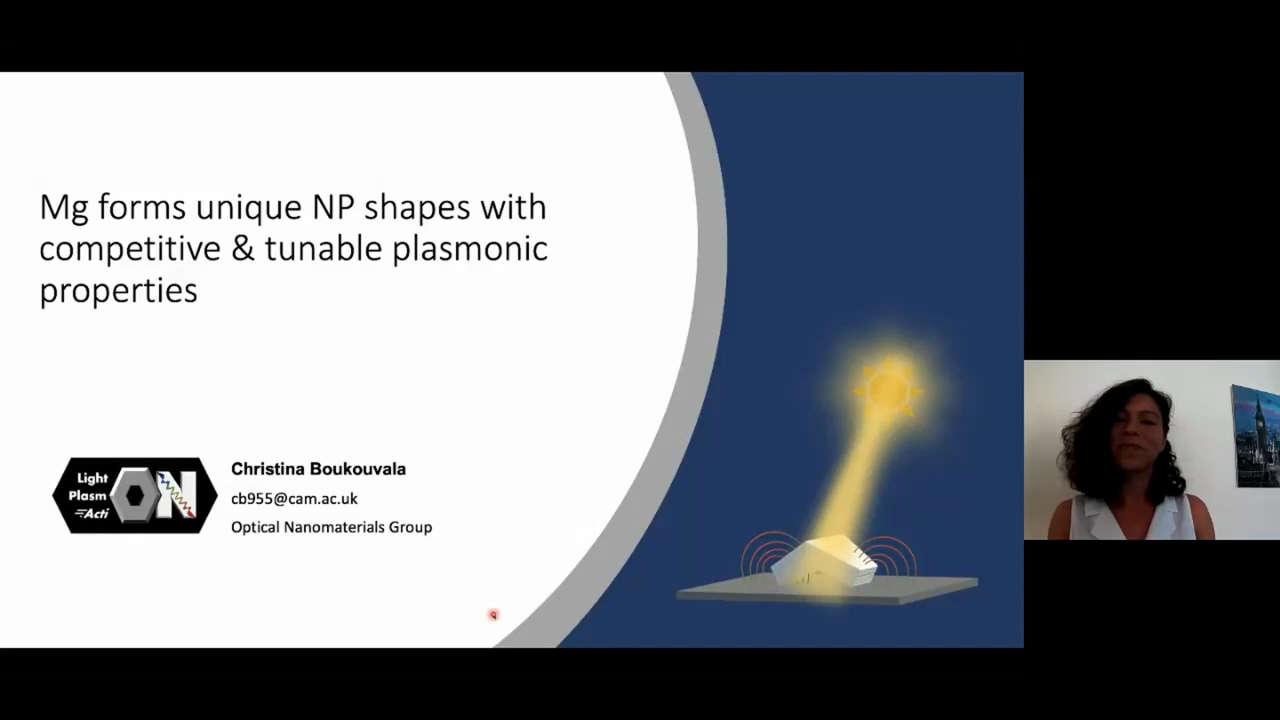 Mg forms unique NP shapes with
competitive & tunable plasmonic
properties
Light
Plasm ON
Acti
Christina Boukouvala
cb955@cam.ac.uk
Optical Nanomaterials Group